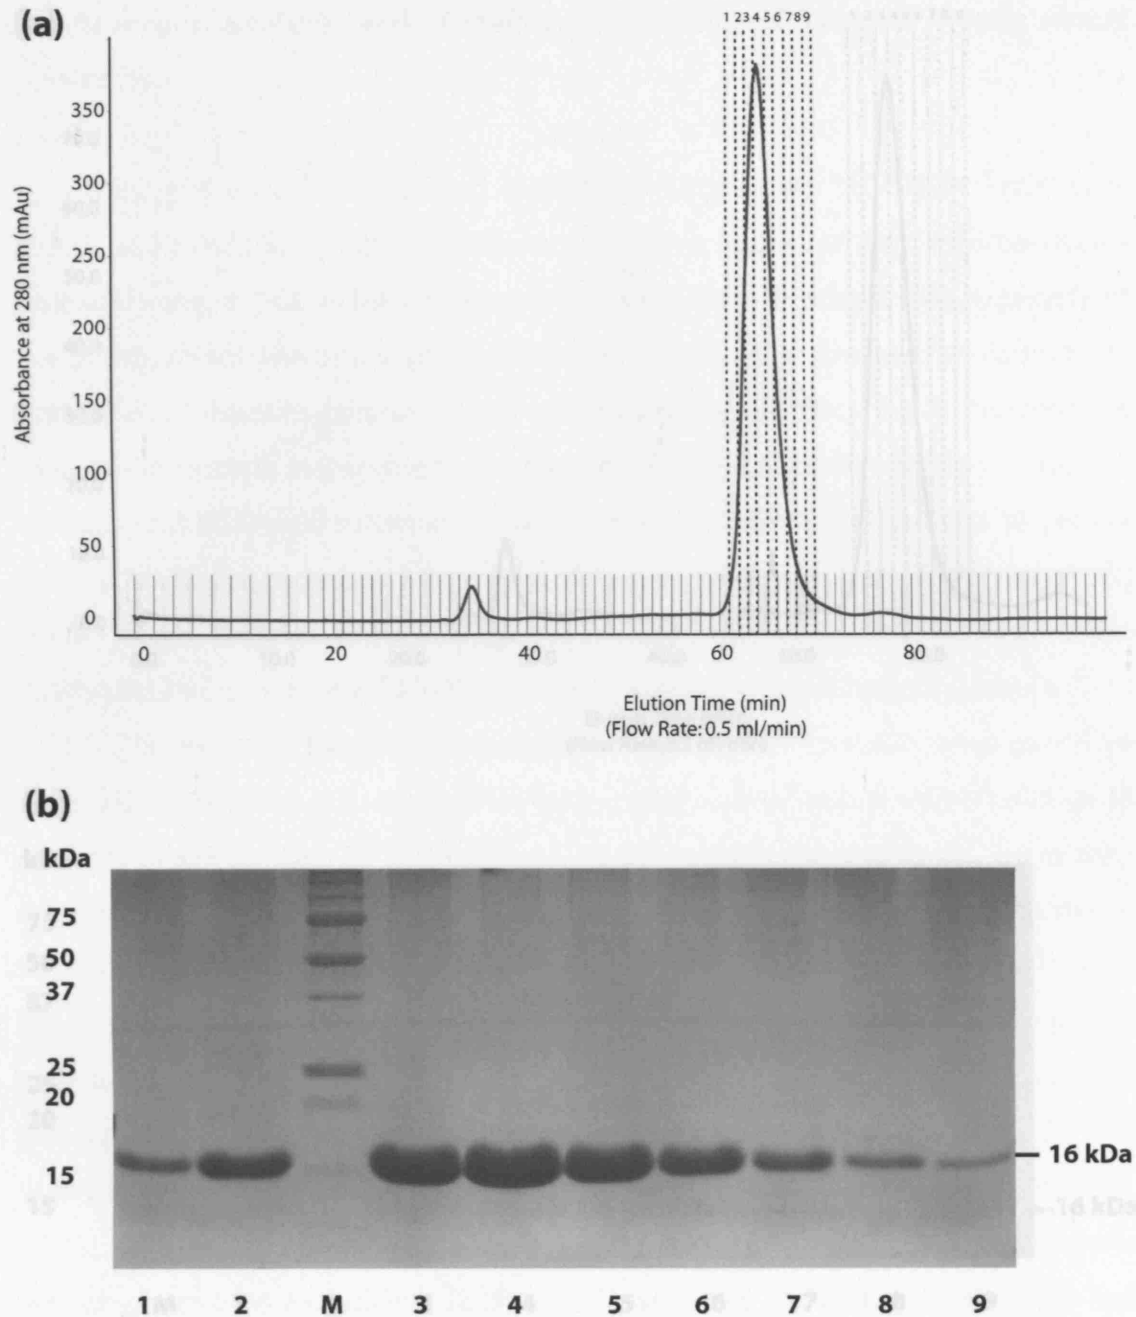 (a)
1 2 3 4 5 6 7 8 9
Absorbance at 280 nm (mAu)
350
300
250
200
150
100
50
0
0 20 40 60 80
Elution Time (min)
(Flow Rate: 0.5 ml/min)
(b)
kDa
75
50
37
25
20
15
16 kDa
1 2 M 3 4 5 6 7 8 9